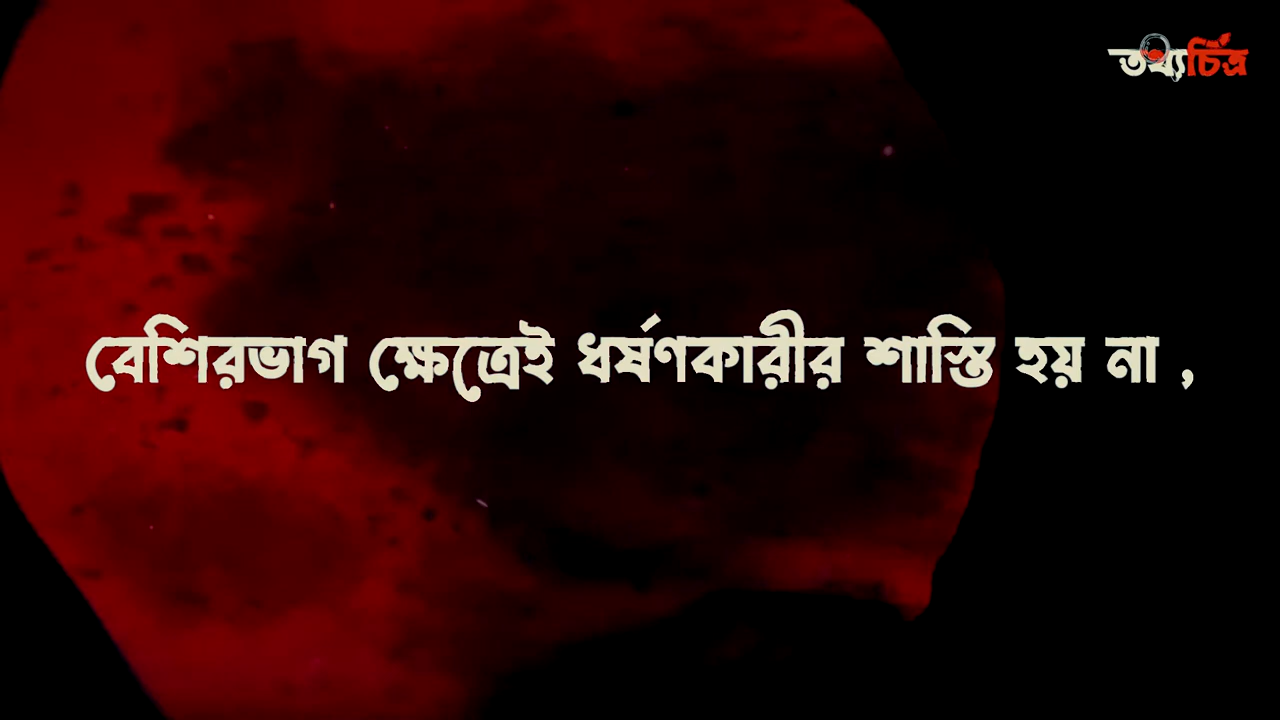 তথ্যচিত্র
বেশিরভাগ ক্ষেত্রেই ধর্ষণকারীর শাস্তি হয় না ,